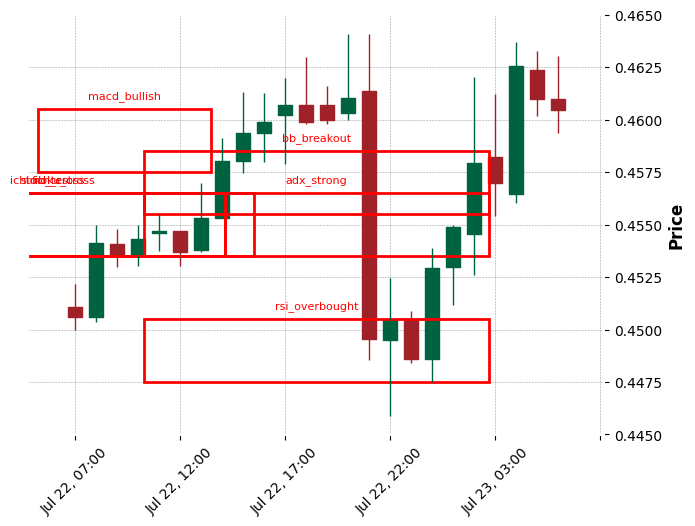 0.4650
0.4625
macd_bullish
0.4600
bb_breakout
0.4575
adx_strong
0.4550
Price
0.4525
rsi_overbought
0.4500
0.4475
0.4450
Jul 22, 07:00
Jul 22, 12:00
Jul 22, 17:00
Jul 22, 22:00
Jul 23, 03:00